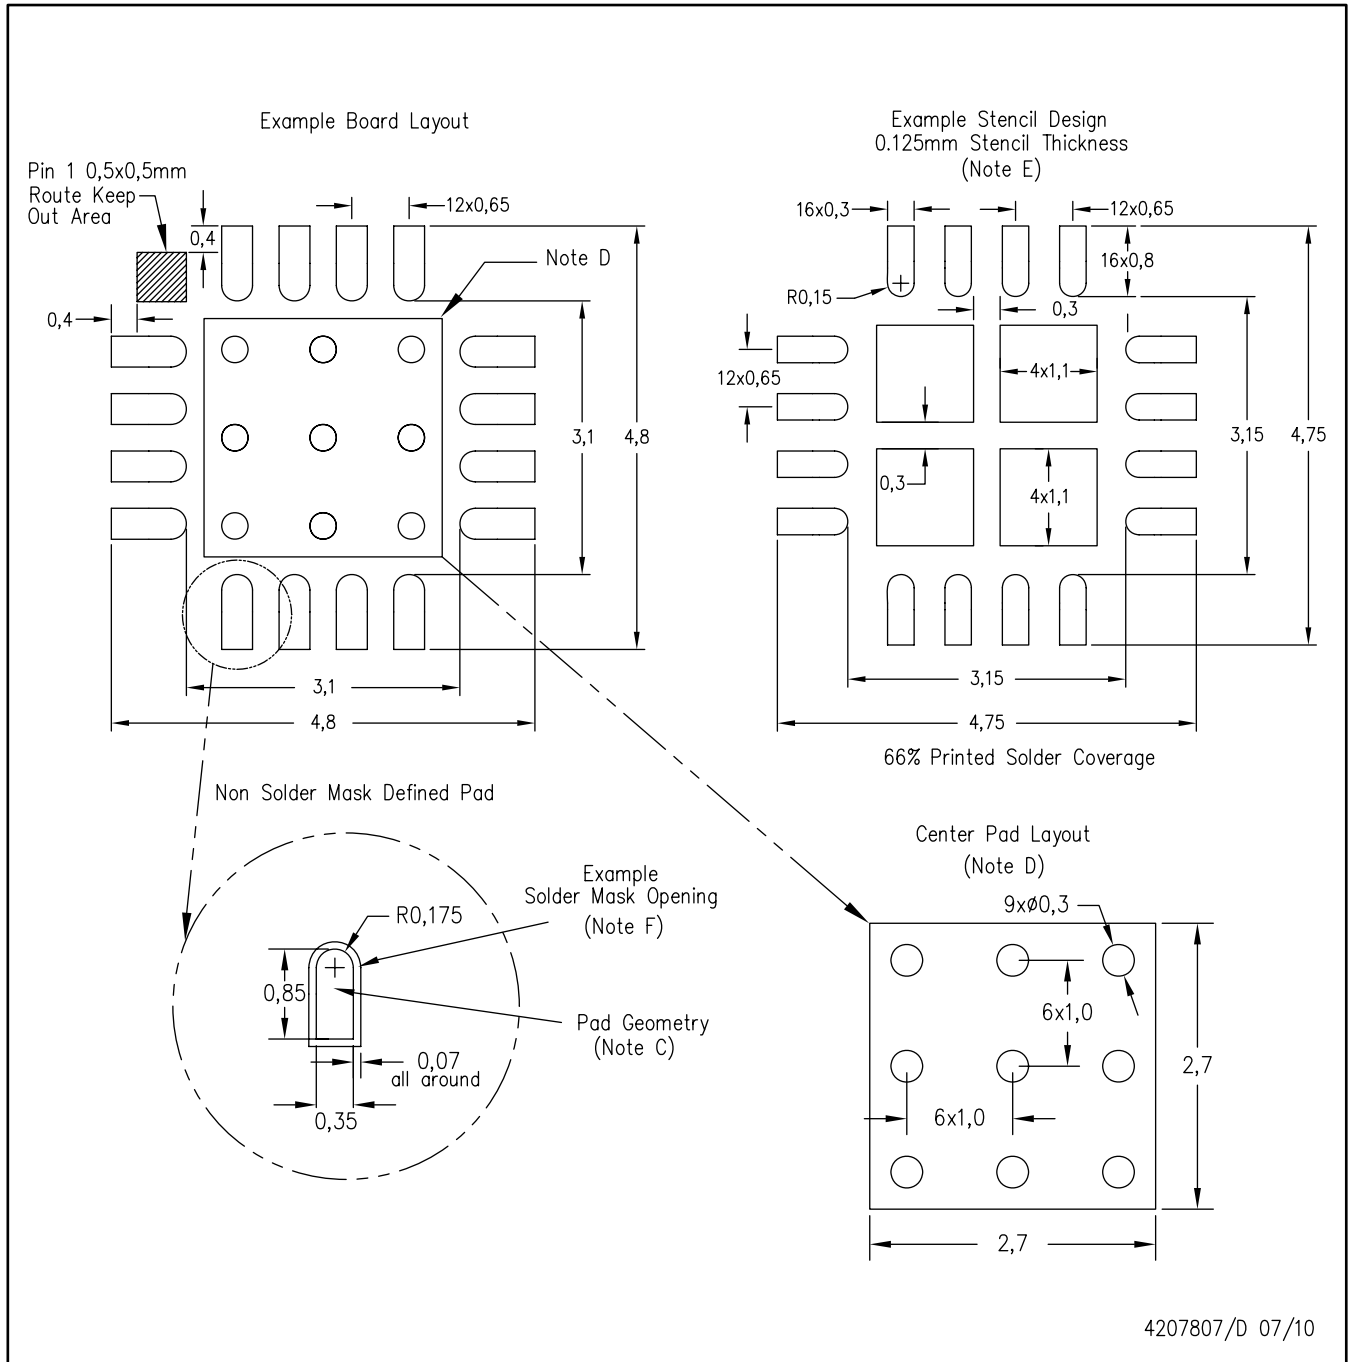 Example Board Layout
Pin 1 0,5x0,5mm
Route Keep
Out Area
0,4
12x0,65
Note D
0,4
3,1
4,8
3,1
4,8
Example Stencil Design
0.125mm Stencil Thickness
(Note E)
16x0,3
12x0,65
16x0,8
R0,15
0,3
12x0,65
4x1,1
3,15
4,75
0,3
4x1,1
3,15
4,75
66% Printed Solder Coverage
Non Solder Mask Defined Pad
Example
Solder Mask Opening
(Note F)
R0,175
0,85
Pad Geometry
(Note C)
0,07
all around
0,35
Center Pad Layout
(Note D)
9xø0,3
6x1,0
2,7
6x1,0
2,7
4207807/D 07/10